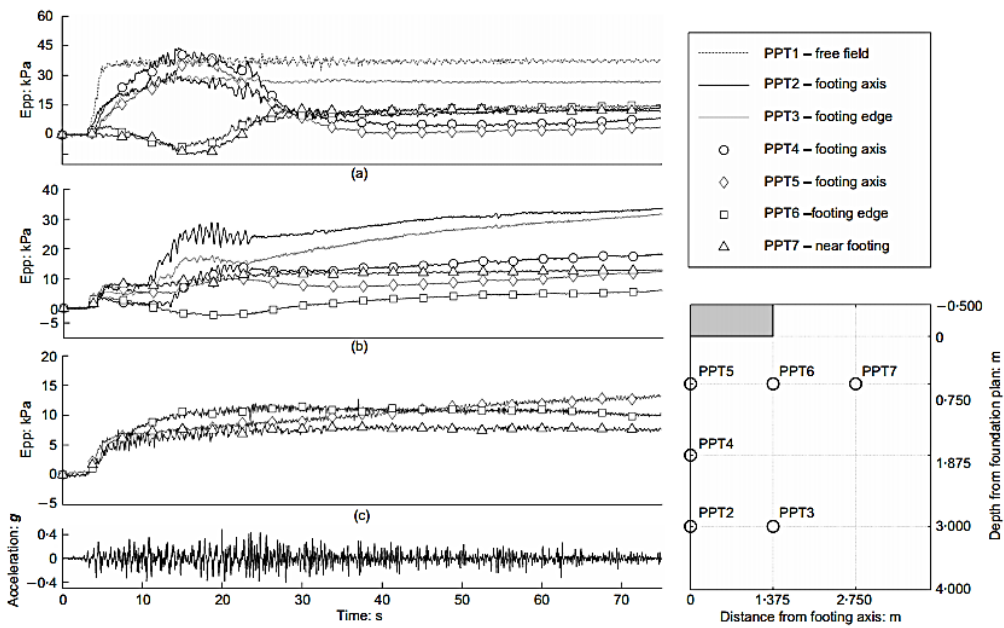 60
45
30
15
0
Epp: kPa
(a)
40
30
20
10
0
−5
Epp: kPa
(b)
20
15
10
5
0
−5
Epp: kPa
(c)
0·4
0
−0·4
Acceleration: g
0 10 20 30 40 50 60 70
Time: s
PPT1 – free field
PPT2 – footing axis
PPT3 – footing edge
PPT4 – footing axis
PPT5 – footing axis
PPT6 –footing edge
PPT7 – near footing
−0·500
0
PPT5 PPT6 PPT7
0·750
PPT4
1·875
PPT2 PPT3
3·000
4·000
Depth from foundation plan: m
0 1·375 2·750
Distance from footing axis: m